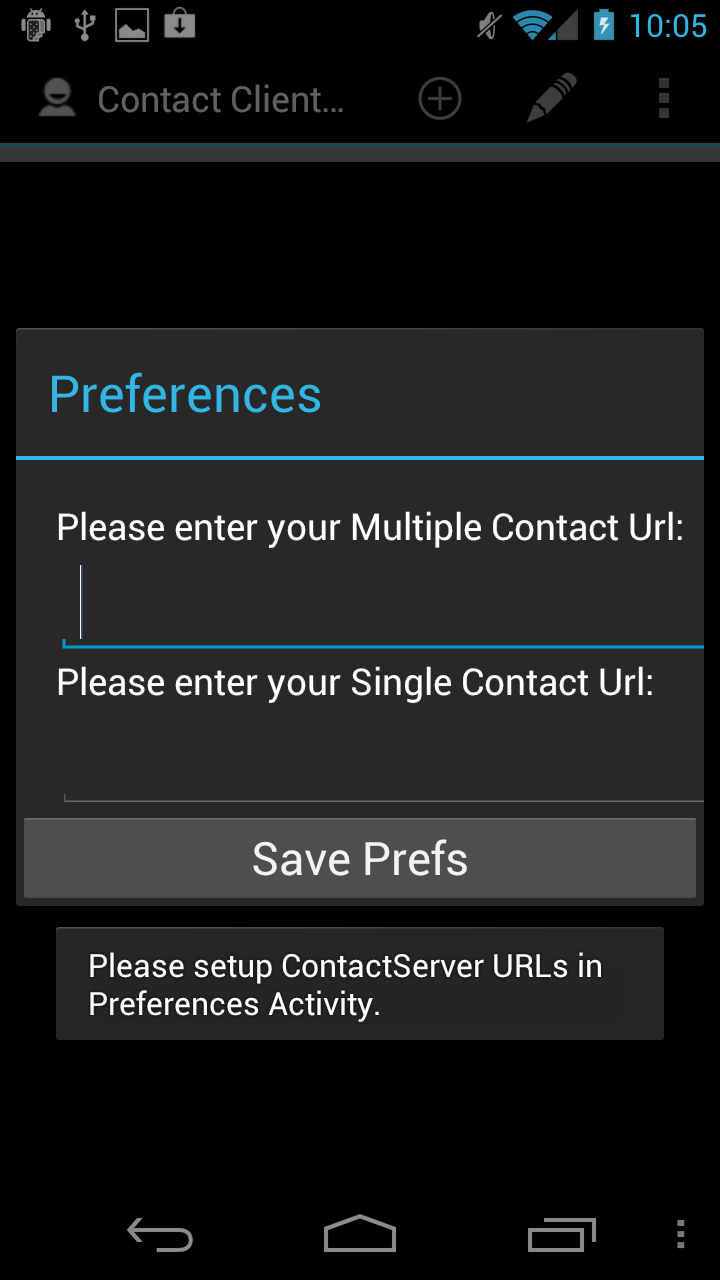 10:05
Contact Client...
Preferences
Please enter your Multiple Contact Url:
Please enter your Single Contact Url:
Save Prefs
Please setup ContactServer URLs in
Preferences Activity.